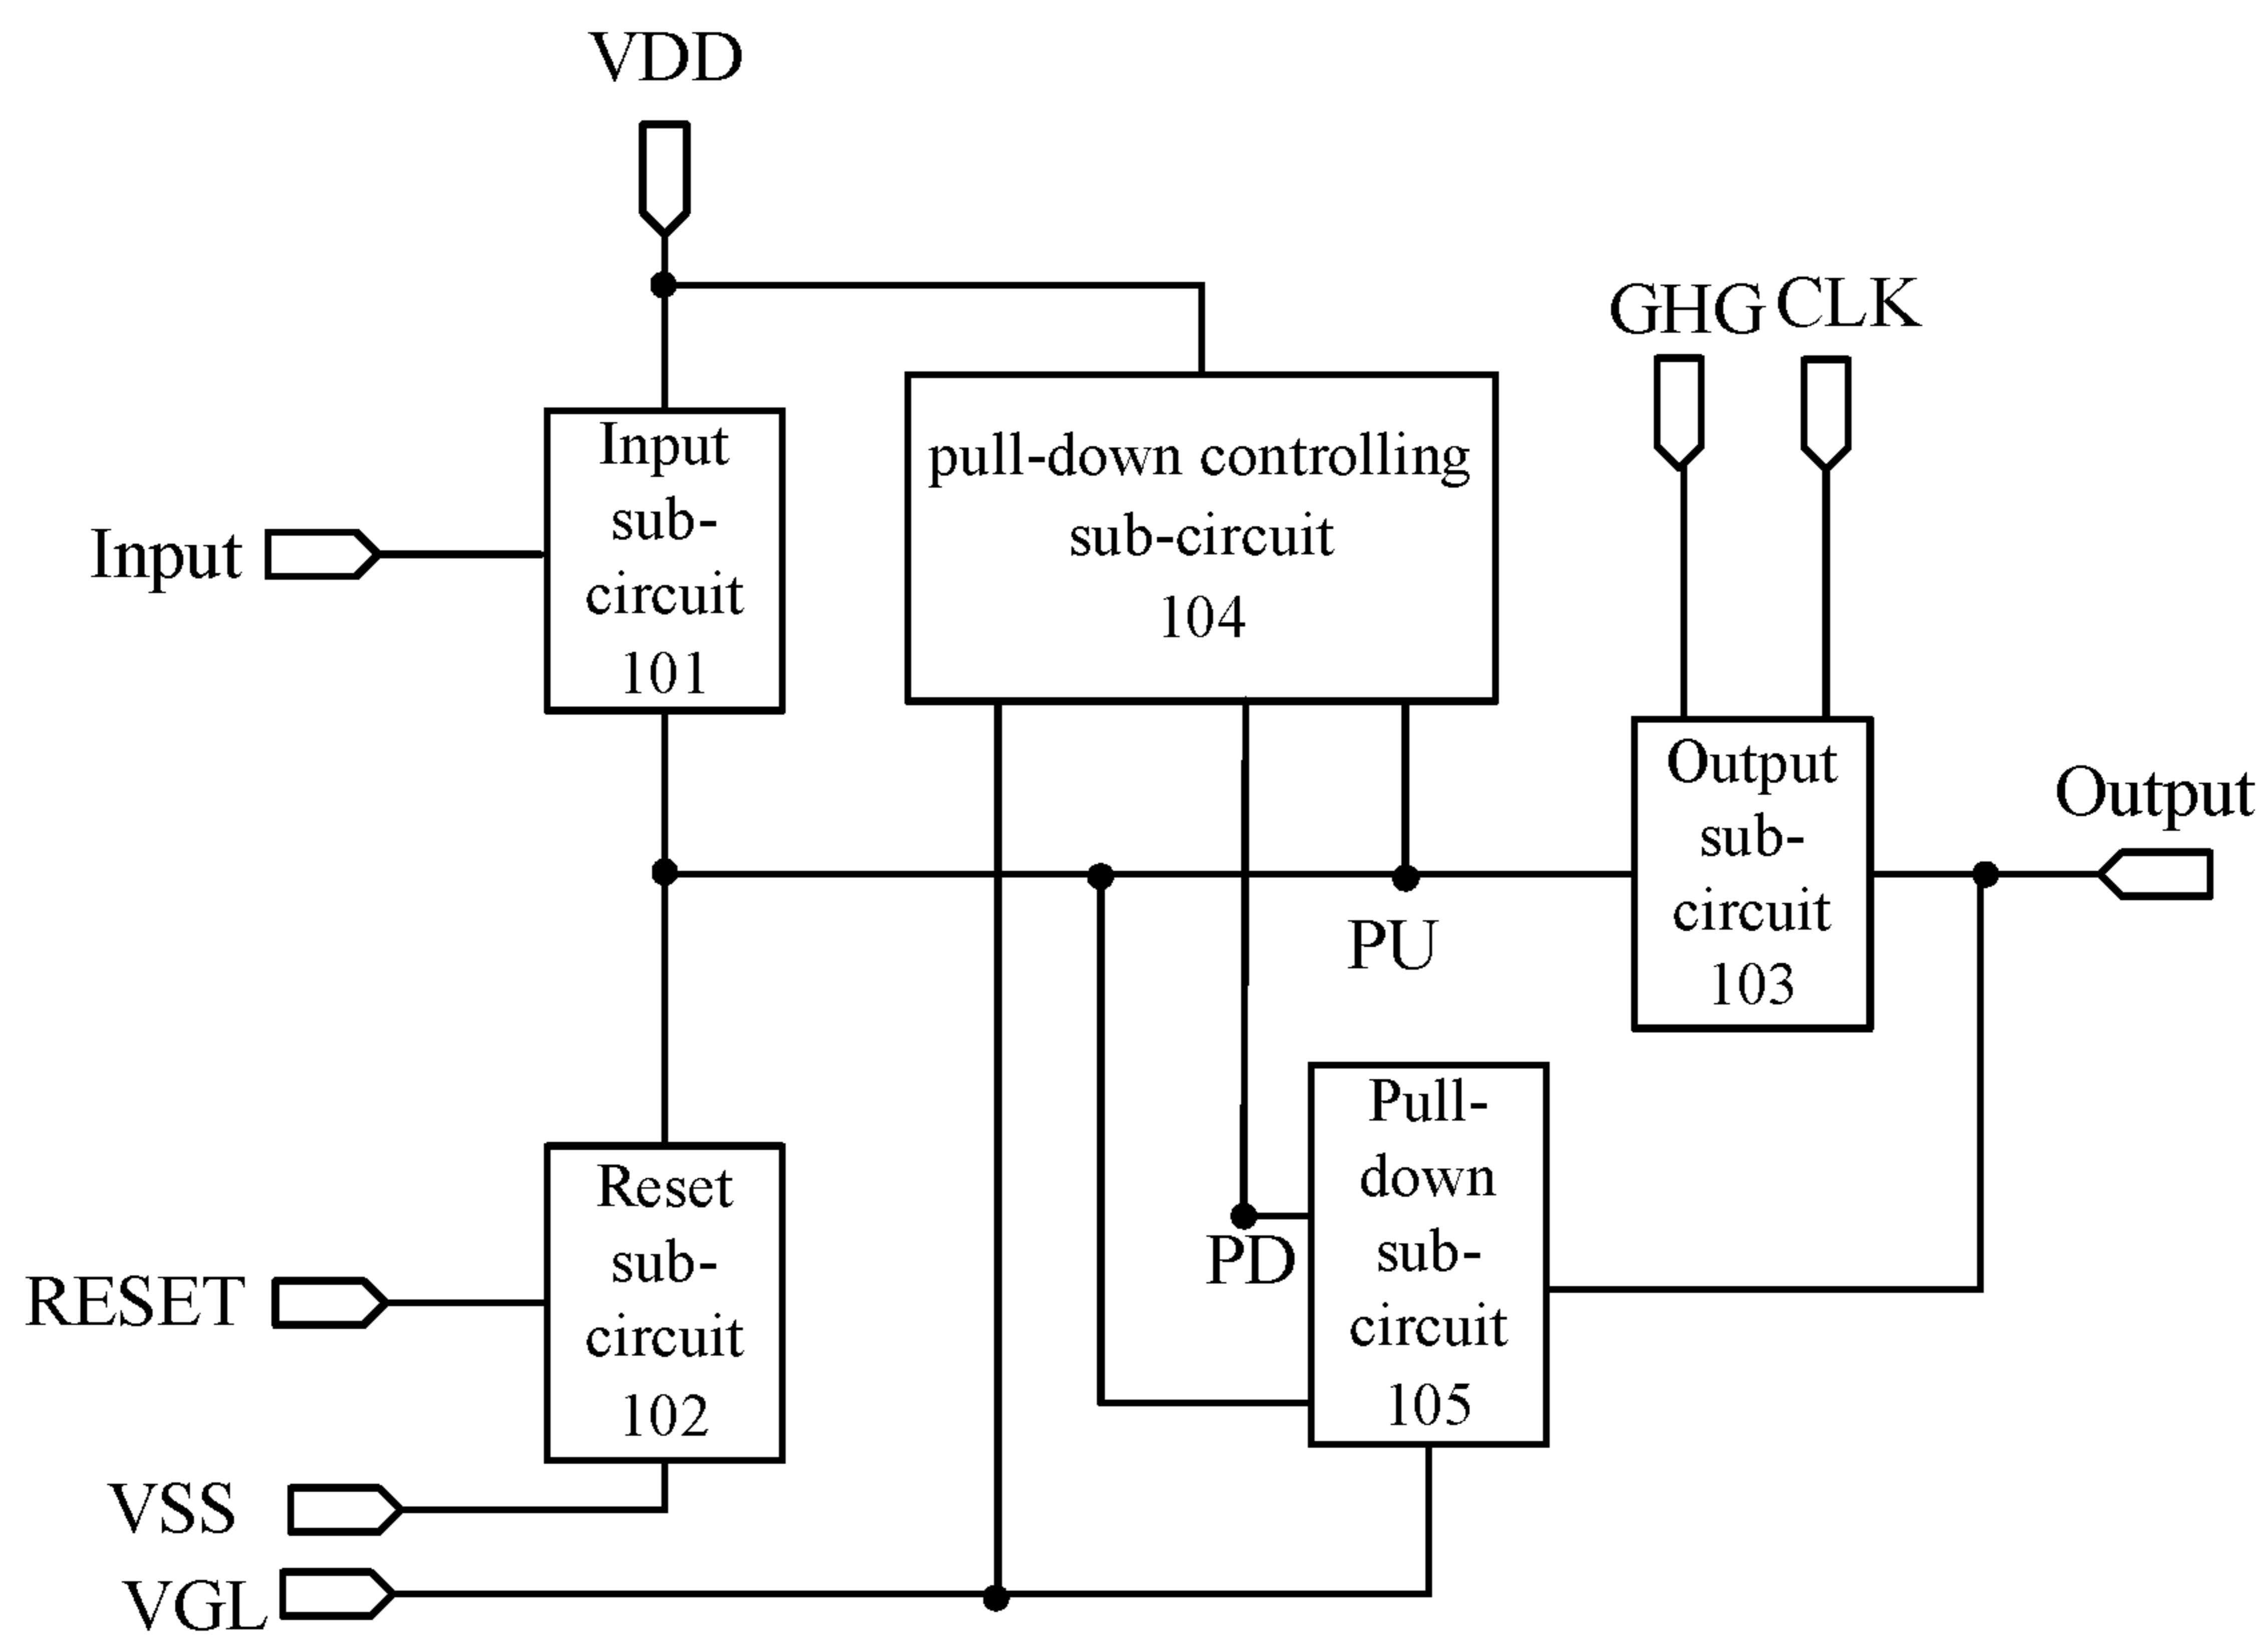 VDD
GHG CLK
Input
sub-
circuit
101
pull-down controlling
sub-circuit
104
Input
Output
sub-
circuit
103
Output
PU
Pull-
down
sub-
circuit
105
PD
Reset
sub-
circuit
102
RESET
VSS
VGL